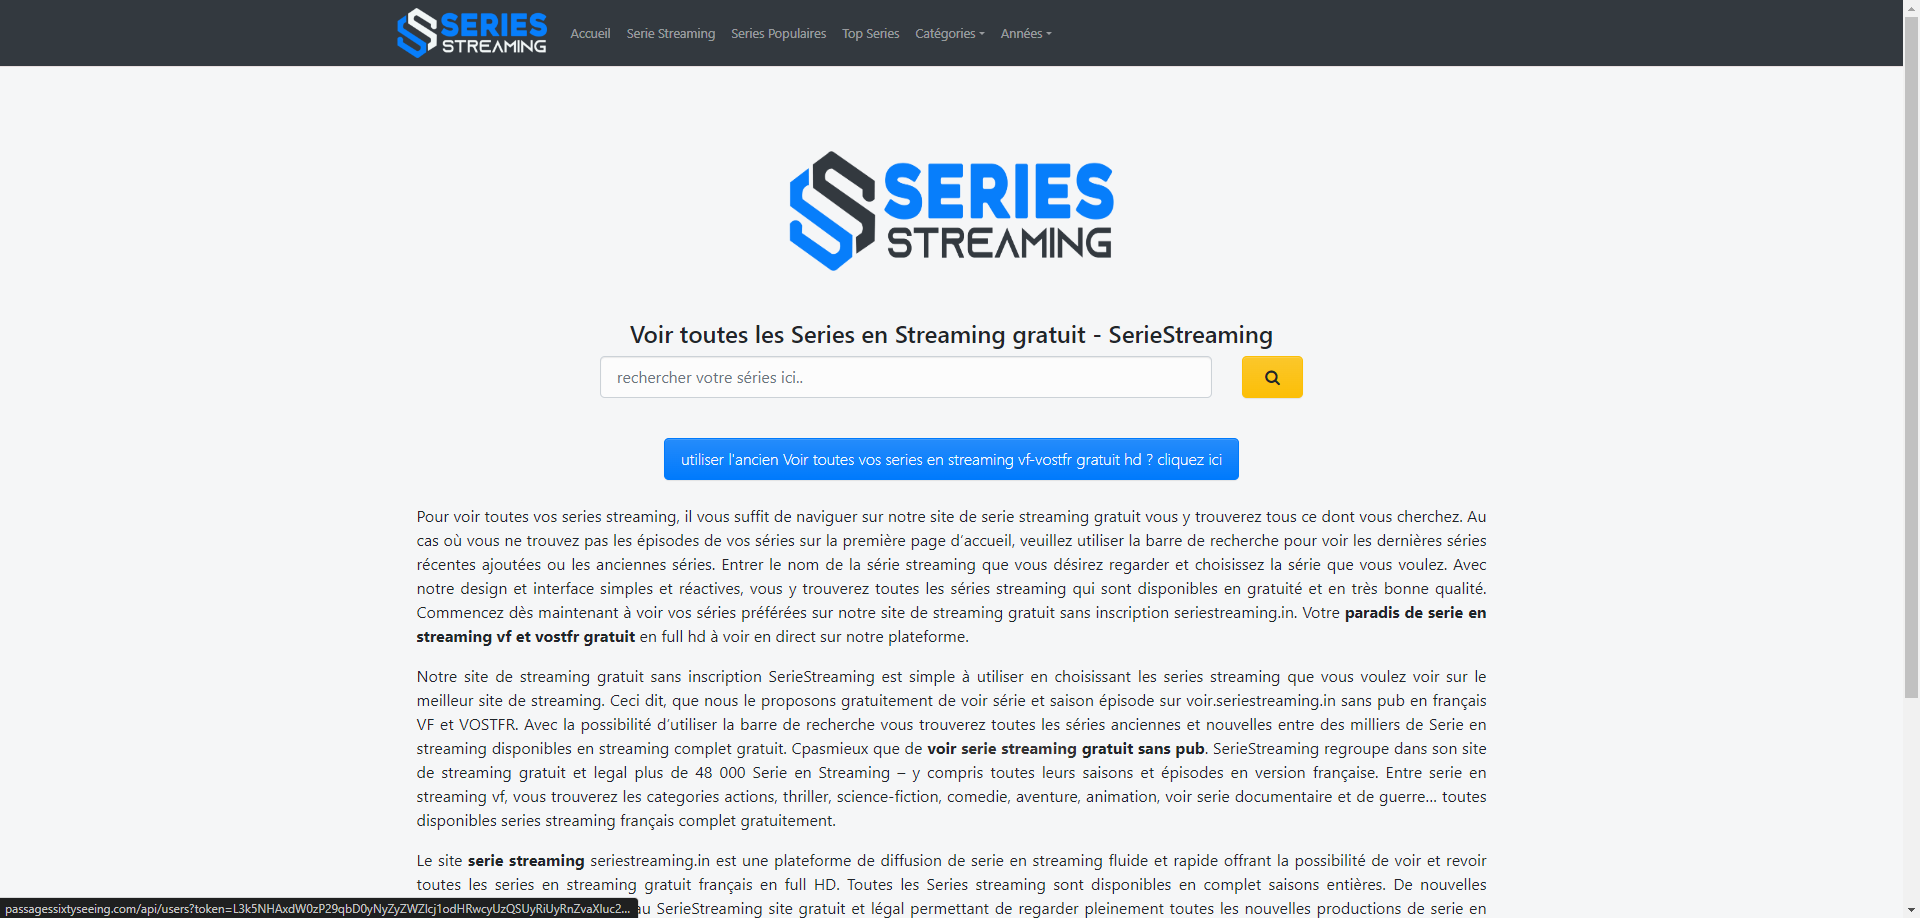 SERIES
STREAMING
Accueil Serie Streaming Series Populaires Top Series Catégories Années
SERIES
STREAMING
Voir toutes les Series en Streaming gratuit - SerieStreaming
rechercher votre séries ici..
utiliser l'ancien Voir toutes vos series en streaming vf-vostfr gratuit hd ? cliquez ici
Pour voir toutes vos series streaming, il vous suffit de naviguer sur notre site de serie streaming gratuit vous y trouverez tous ce dont vous cherchez. Au
cas où vous ne trouvez pas les épisodes de vos séries sur la première page d'accueil, veuillez utiliser la barre de recherche pour voir les dernières séries
récentes ajoutées ou les anciennes séries. Entrer le nom de la série streaming que vous désirez regarder et choisissez la série que vous voulez. Avec
notre design et interface simples et réactives, vous y trouverez toutes les séries streaming qui sont disponibles en gratuité et en très bonne qualité.
Commencez dès maintenant à voir vos séries préférées sur notre site de streaming gratuit sans inscription seriestreaming.in. Votre paradis de serie en
streaming vf et vostfr gratuit en full hd à voir en direct sur notre plateforme.
Notre site de streaming gratuit sans inscription SerieStreaming est simple à utiliser en choisissant les series streaming que vous voulez voir sur le
meilleur site de streaming. Ceci dit, que nous le proposons gratuitement de voir série et saison épisode sur voir.seriestreaming.in sans pub en français
VF et VOSTFR. Avec la possibilité d'utiliser la barre de recherche vous trouverez toutes les séries anciennes et nouvelles entre des milliers de Serie en
streaming disponibles en streaming complet gratuit. Cpasmieux que de voir serie streaming gratuit sans pub. SerieStreaming regroupe dans son site
de streaming gratuit et legal plus de 48 000 Serie en Streaming – y compris toutes leurs saisons et épisodes en version française. Entre serie en
streaming vf, vous trouverez les categories actions, thriller, science-fiction, comedie, aventure, animation, voir serie documentaire et de guerre... toutes
disponibles series streaming français complet gratuitement.
Le site serie streaming seriestreaming.in est une plateforme de diffusion de serie en streaming fluide et rapide offrant la possibilité de voir et revoir
toutes les series en streaming gratuit français en full HD. Toutes les Series streaming sont disponibles en complet saisons entières. De nouvelles
au SerieStreaming site gratuit et légal permettant de regarder pleinement toutes les nouvelles productions de serie en
passagessixtyseeing.com/api/users?token=L3k5NHAxdW0zP29qbD0yNyZyZWZlcj1odHRwcyUzQSUyRiUyRnZvaXIuc2...